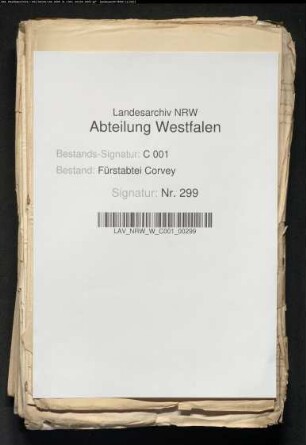 Landesarchiv NRW
Abteilung Westfalen
Bestands-Signatur: C 001
Bestand: Fürstabtei Corvey
Signatur: Nr. 299
LAV_NRW_W_C001_00299